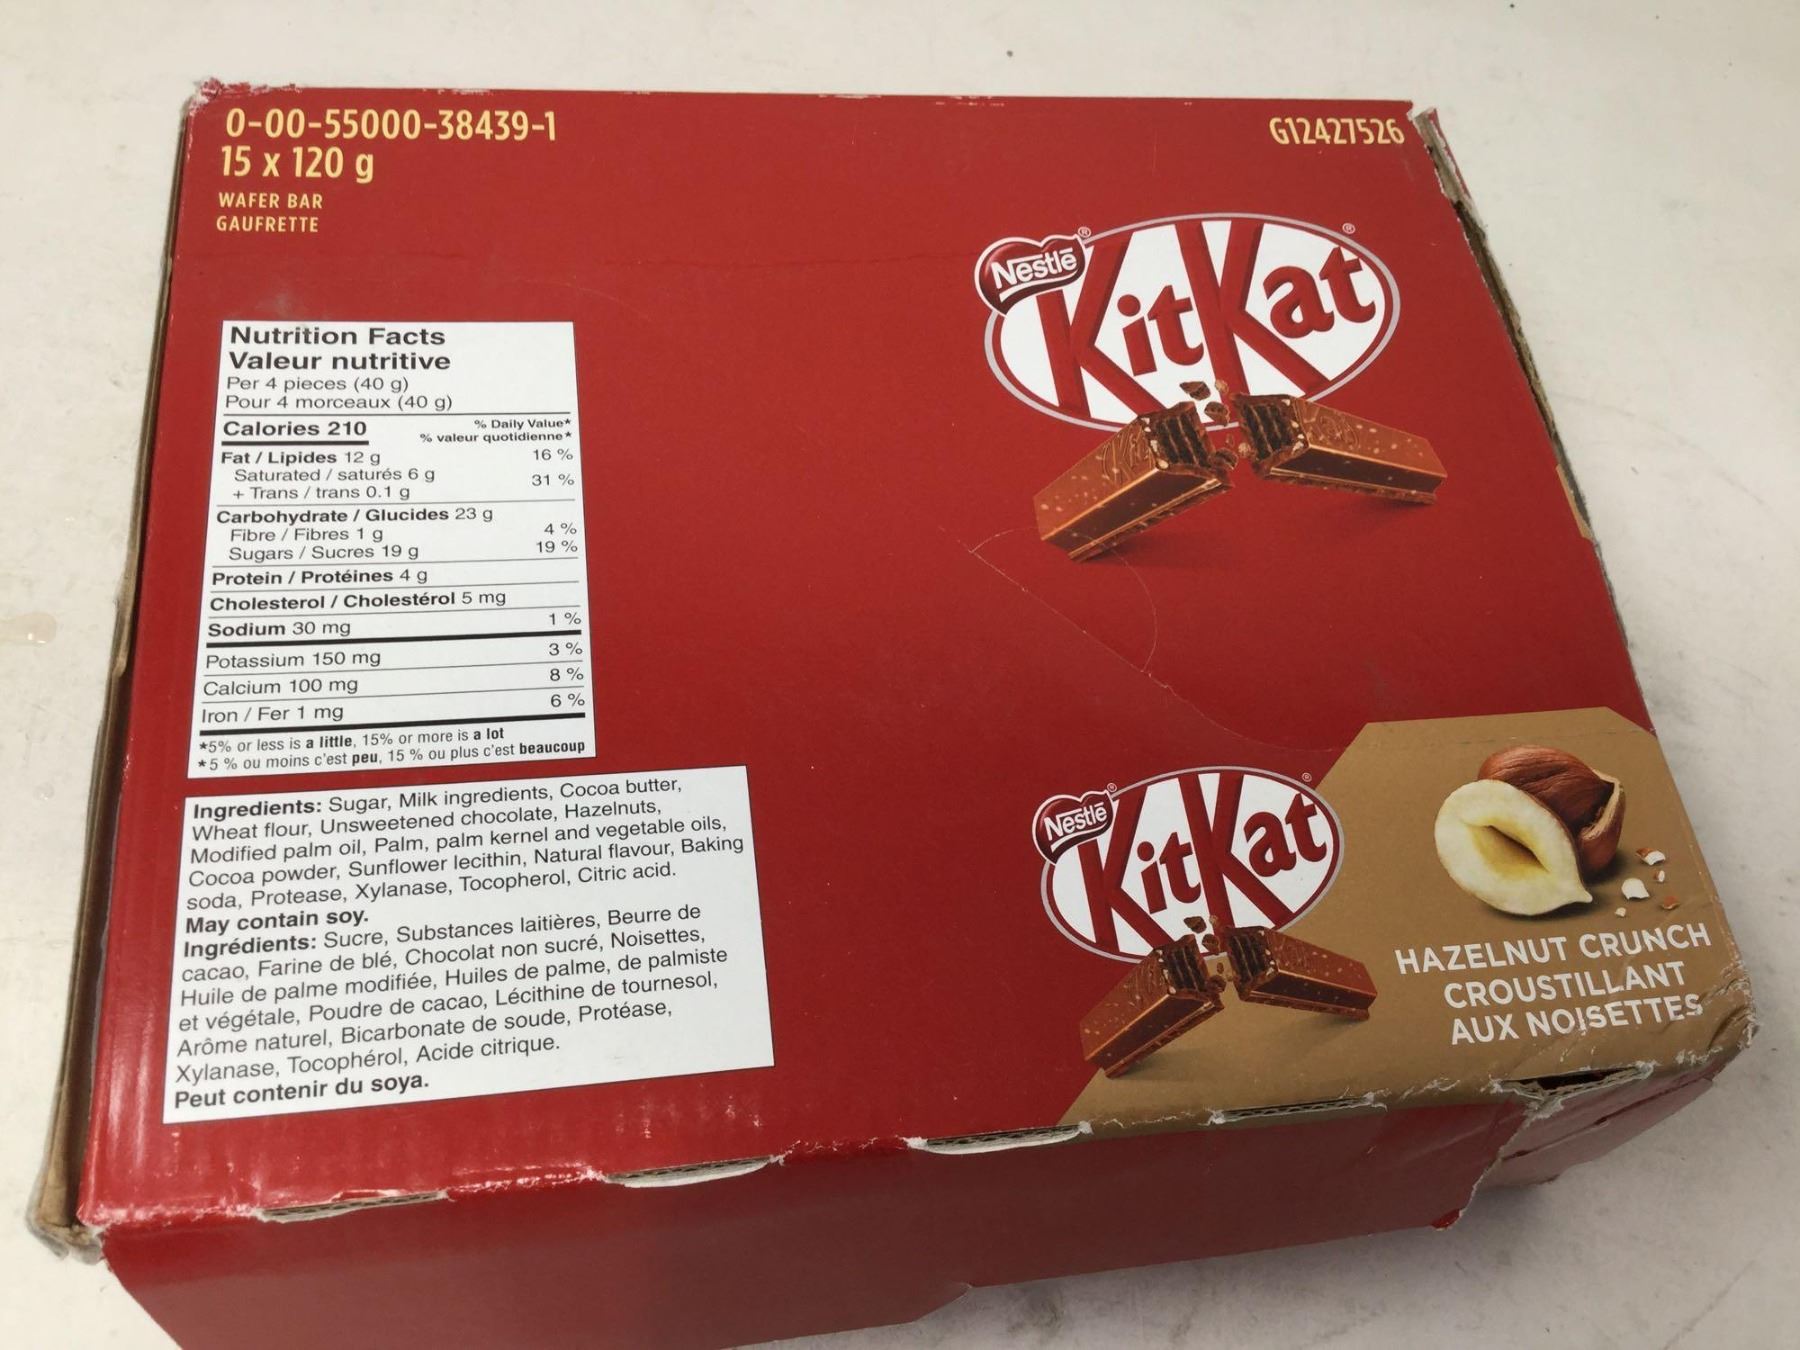 0-00-55000-38439-1
15 x 120 g
WAFER BAR
GAUFRETTE
G12427526
Nestlé
KitKat
Nutrition Facts
Valeur nutritive
Per 4 pieces (40 g)
Pour 4 morceaux (40 g)
Calories 210
% Daily Value*
% valeur quotidienne*
Fat / Lipides 12 g 16 %
Saturated / saturés 6 g
+ Trans / trans 0.1 g 31 %
Carbohydrate / Glucides 23 g
Fibre / Fibres 1 g 4 %
Sugars / Sucres 19 g 19 %
Protein / Protéines 4 g
Cholesterol / Cholestérol 5 mg
Sodium 30 mg 1 %
Potassium 150 mg 3 %
Calcium 100 mg 8 %
Iron / Fer 1 mg 6 %
*5% or less is a little, 15% or more is a lot
*5 % ou moins c'est peu, 15 % ou plus c'est beaucoup
Ingredients: Sugar, Milk ingredients, Cocoa butter,
Wheat flour, Unsweetened chocolate, Hazelnuts,
Modified palm oil, Palm, palm kernel and vegetable oils,
Cocoa powder, Sunflower lecithin, Natural flavour, Baking
soda, Protease, Xylanase, Tocopherol, Citric acid.
May contain soy.
Ingrédients: Sucre, Substances laitières, Beurre de
cacao, Farine de blé, Chocolat non sucré, Noisettes,
Huile de palme modifiée, Huiles de palme, de palmiste
et végétale, Poudre de cacao, Lécithine de tournesol,
Arôme naturel, Bicarbonate de soude, Protéase,
Xylanase, Tocophérol, Acide citrique.
Peut contenir du soya.
Nestlé
KitKat
HAZELNUT CRUNCH
CROUSTILLANT
AUX NOISETTES